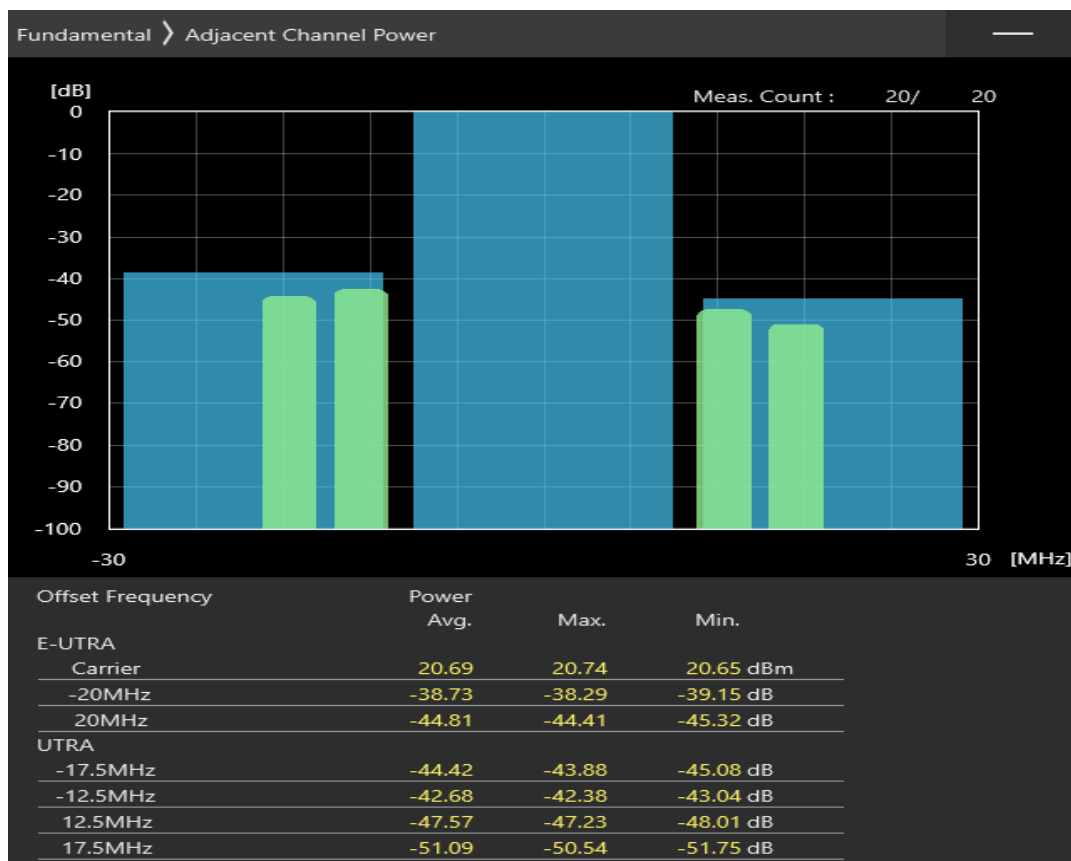 Fundamental ❯ Adjacent Channel Power
[dB]
Meas. Count : 20/ 20
0
-10
-20
-30
-40
-50
-60
-70
-80
-90
-100
-30 30 [MHz]
Offset Frequency Power
Avg. Max. Min.
E-UTRA
Carrier 20.69 20.74 20.65 dBm
-20MHz -38.73 -38.29 -39.15 dB
20MHz -44.81 -44.41 -45.32 dB
UTRA
-17.5MHz -44.42 -43.88 -45.08 dB
-12.5MHz -42.68 -42.38 -43.04 dB
12.5MHz -47.57 -47.23 -48.01 dB
17.5MHz -51.09 -50.54 -51.75 dB